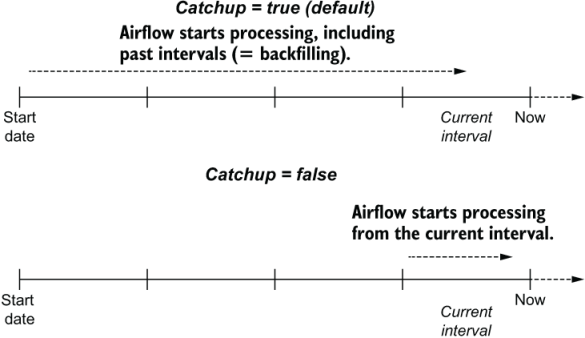 Catchup = true (default)
Airflow starts processing, including
past intervals (= backfilling).
Start
date
Current
interval
Now
Catchup = false
Airflow starts processing
from the current interval.
Start
date
Current
interval
Now